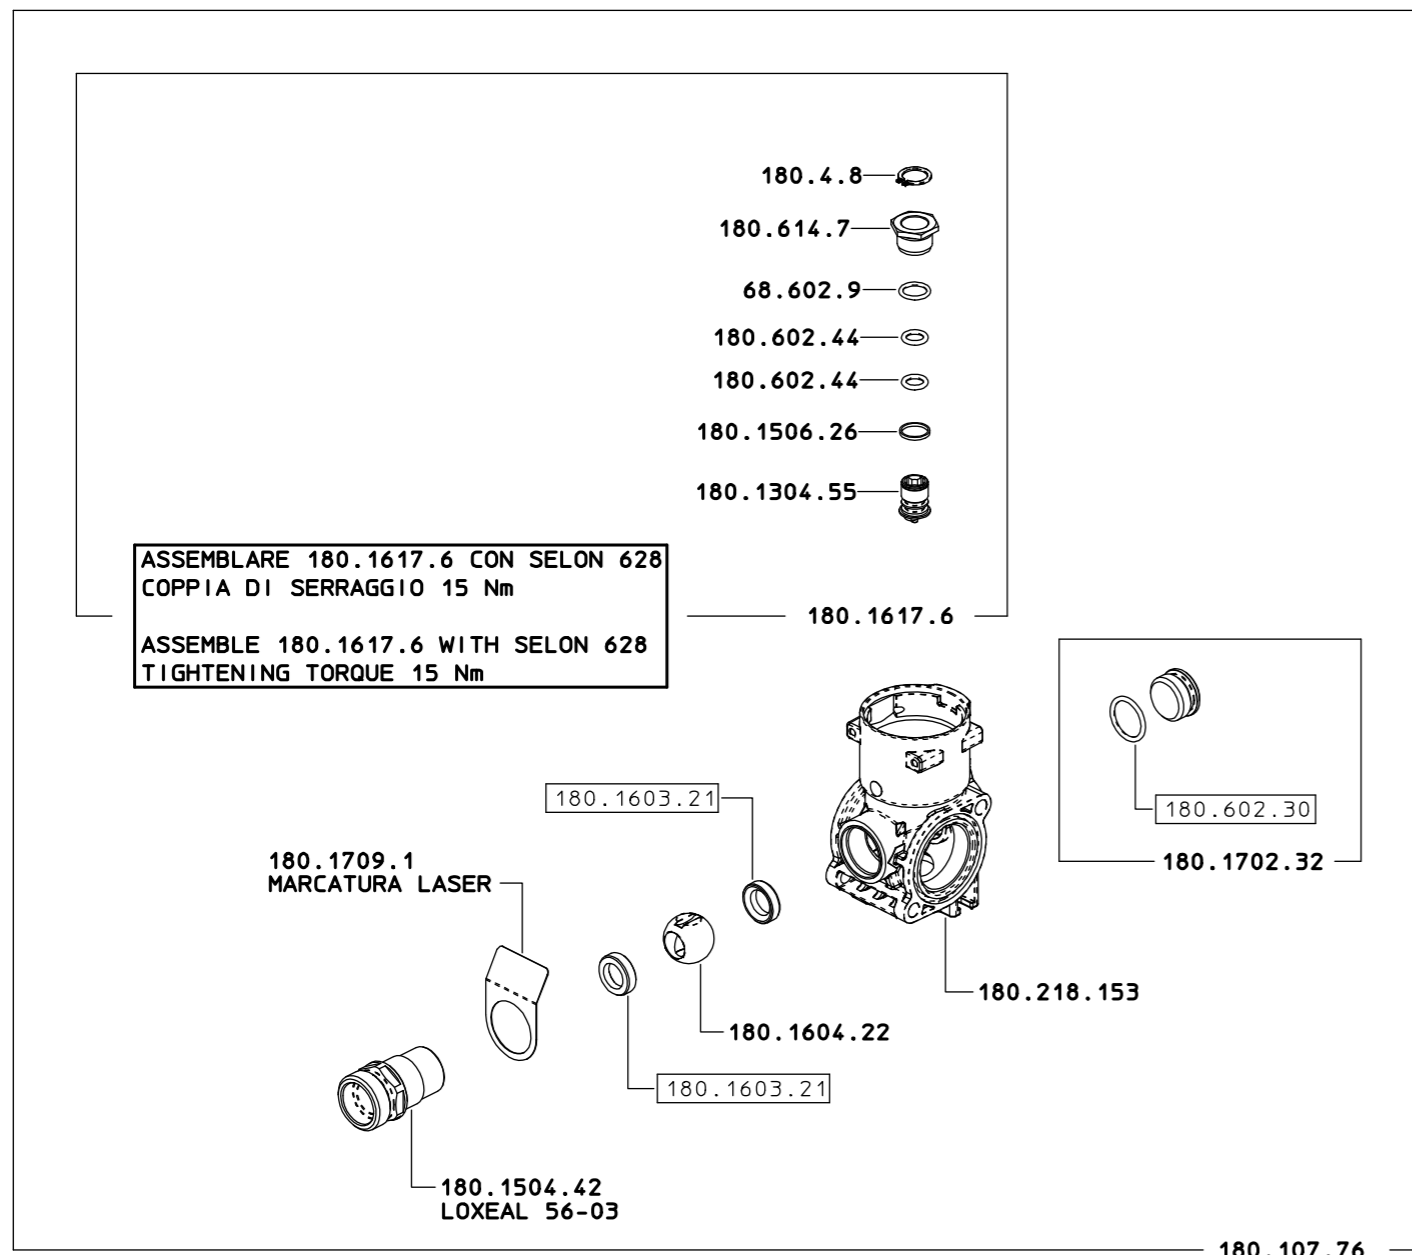 180.4.8
180.614.7
68.602.9
180.602.44
180.602.44
180.1506.26
180.1304.55
ASSEMBLARE 180.1617.6 CON SELON 628
COPPIA DI SERRAGGIO 15 Nm
ASSEMBLE 180.1617.6 WITH SELON 628
TIGHTENING TORQUE 15 Nm
180.1617.6
180.1603.21
180.602.30
180.1702.32
180.1709.1
MARCATURA LASER
180.218.153
180.1604.22
180.1603.21
180.1504.42
LOXEAL 56-03
180.107.76